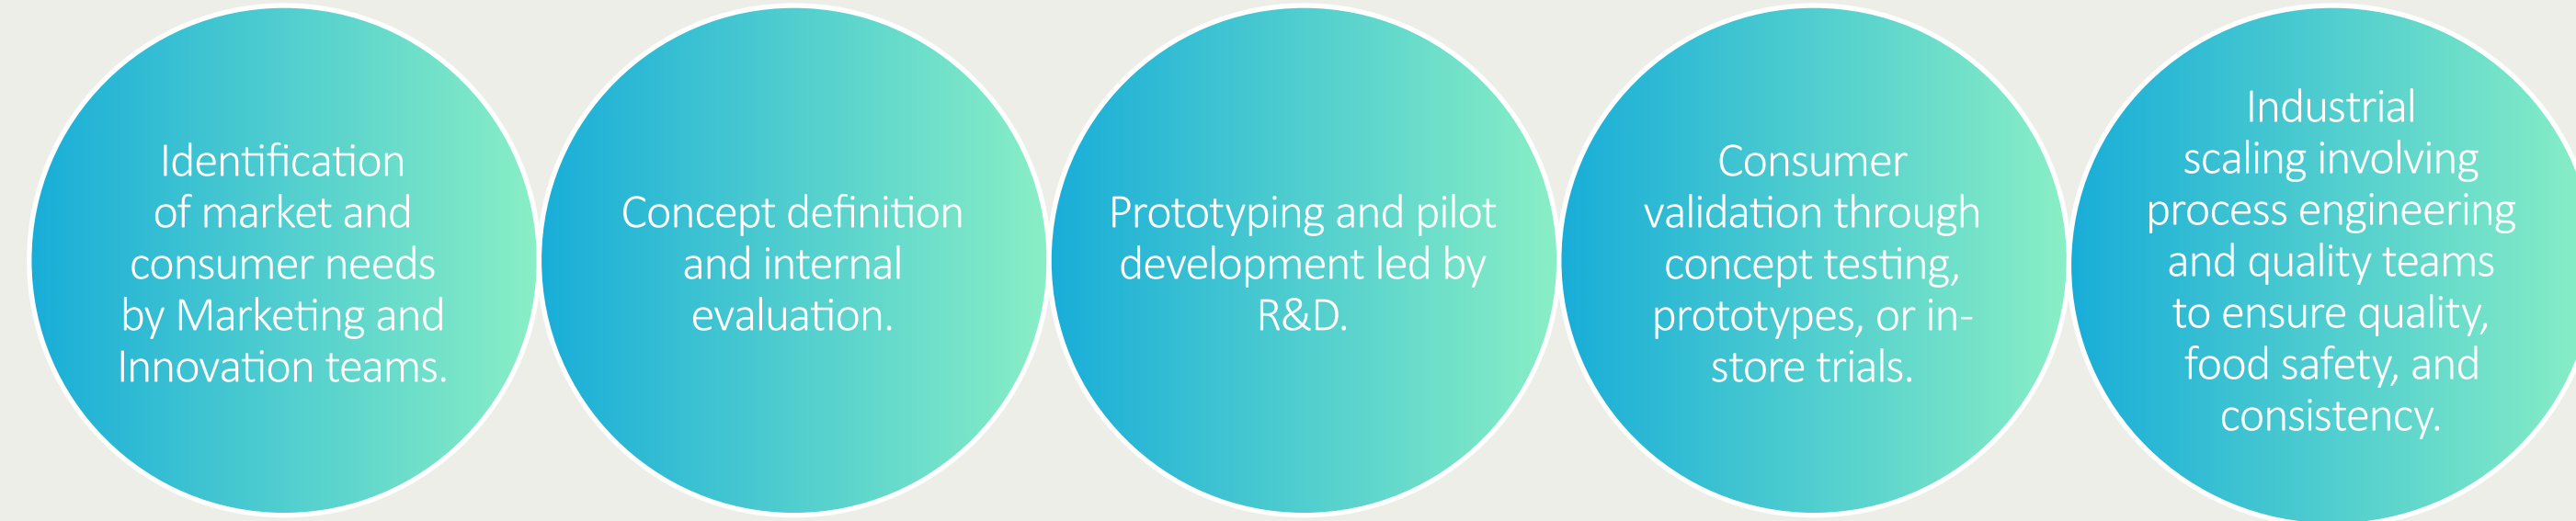 Identification
of market and
consumer needs
by Marketing and
Innovation teams.
Concept definition
and internal
evaluation.
Prototyping and pilot
development led by
R&D.
Consumer
validation through
concept testing,
prototypes, or in-
store trials.
Industrial
scaling involving
process engineering
and quality teams
to ensure quality,
food safety, and
consistency.